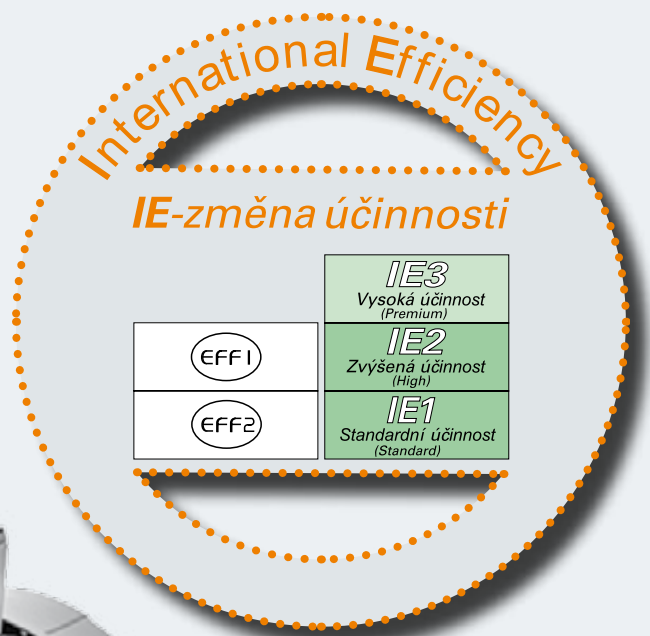 International Efficiency
IE-změna účinnosti
IE3
Vysoká účinnost
(Premium)
EFF1
IE2
Zvýšená účinnost
(High)
EFF2
IE1
Standardní účinnost
(Standard)